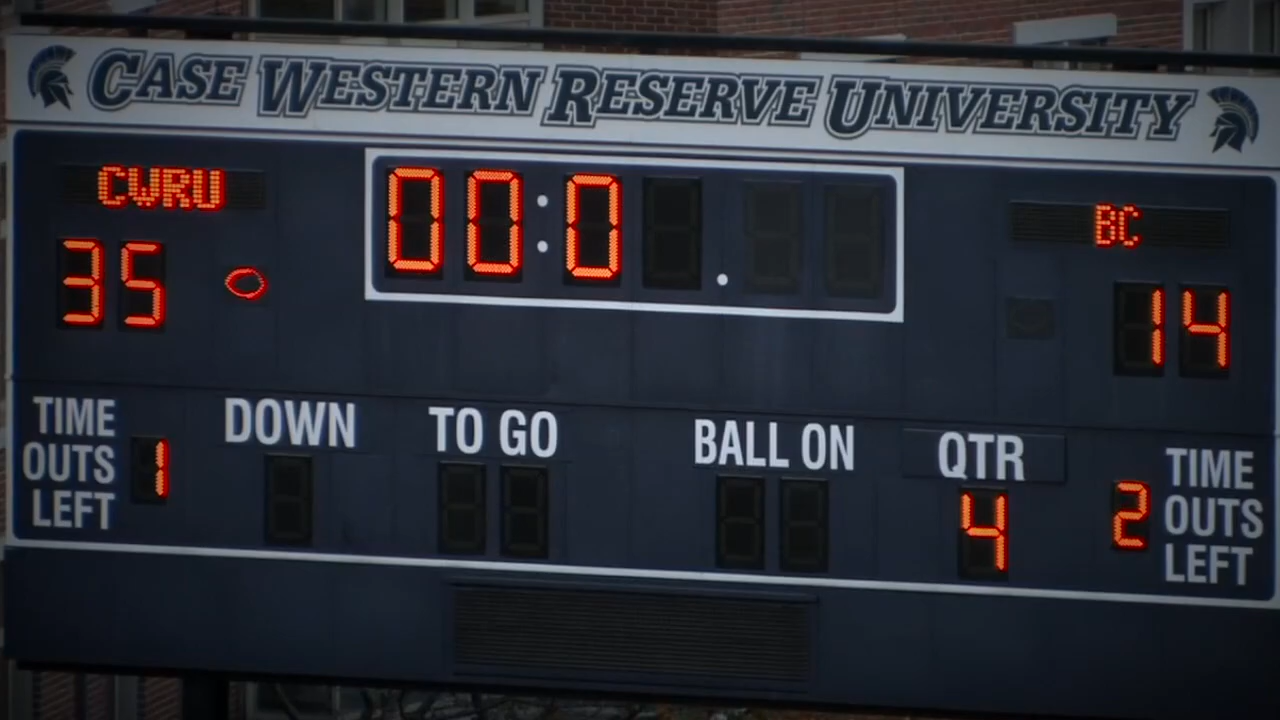 CASE WESTERN RESERVE UNIVERSITY
CWRU
35
00:0 .
BC
14
TIME
OUTS
LEFT
1
DOWN
TO GO
BALL ON
QTR
4
2
TIME
OUTS
LEFT